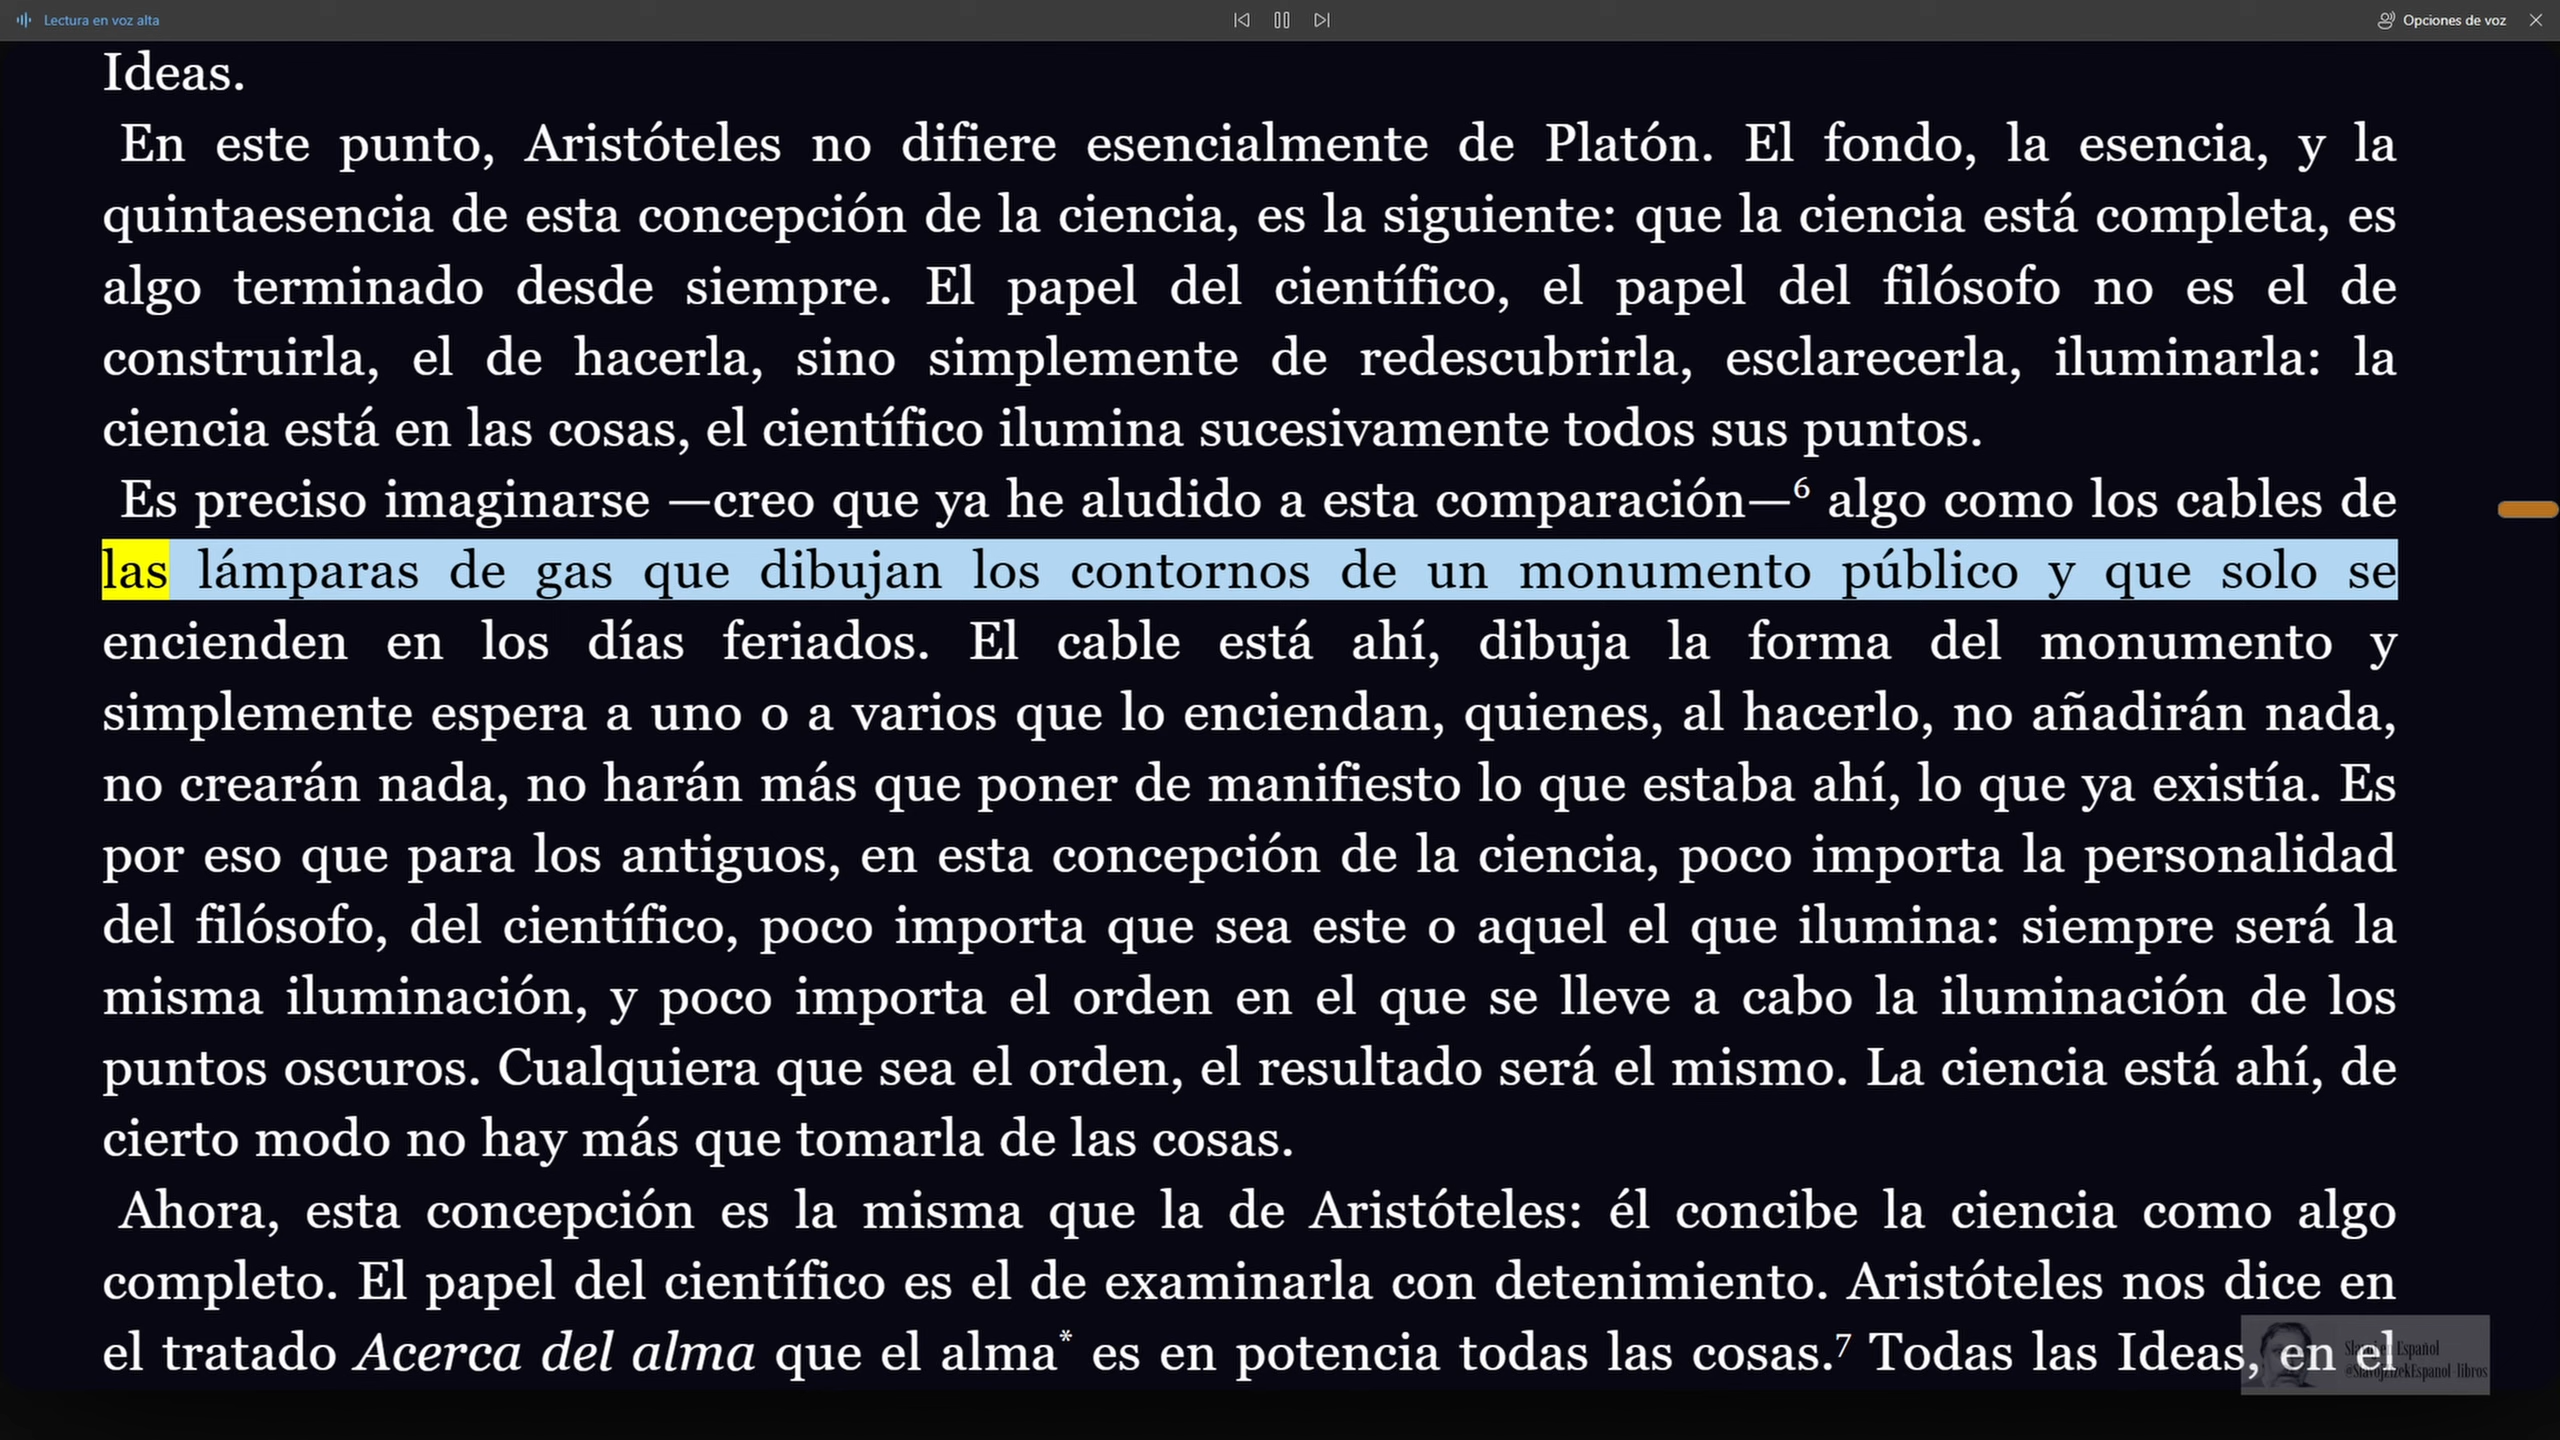 Lectura en voz alta
Opciones de voz
Ideas.
En este punto, Aristóteles no difiere esencialmente de Platón. El fondo, la esencia, y la
quintaesencia de esta concepción de la ciencia, es la siguiente: que la ciencia está completa, es
algo terminado desde siempre. El papel del científico, el papel del filósofo no es el de
construirla, el de hacerla, sino simplemente de redescubrirla, esclarecerla, iluminarla: la
ciencia está en las cosas, el científico ilumina sucesivamente todos sus puntos.
Es preciso imaginarse —creo que ya he aludido a esta comparación—⁶ algo como los cables de
las lámparas de gas que dibujan los contornos de un monumento público y que solo se
encienden en los días feriados. El cable está ahí, dibuja la forma del monumento y
simplemente espera a uno o a varios que lo enciendan, quienes, al hacerlo, no añadirán nada,
no crearán nada, no harán más que poner de manifiesto lo que estaba ahí, lo que ya existía. Es
por eso que para los antiguos, en esta concepción de la ciencia, poco importa la personalidad
del filósofo, del científico, poco importa que sea este o aquel el que ilumina: siempre será la
misma iluminación, y poco importa el orden en el que se lleve a cabo la iluminación de los
puntos oscuros. Cualquiera que sea el orden, el resultado será el mismo. La ciencia está ahí, de
cierto modo no hay más que tomarla de las cosas.
Ahora, esta concepción es la misma que la de Aristóteles: él concibe la ciencia como algo
completo. El papel del científico es el de examinarla con detenimiento. Aristóteles nos dice en
el tratado Acerca del alma que el alma* es en potencia todas las cosas.⁷ Todas las Ideas, en el
Español